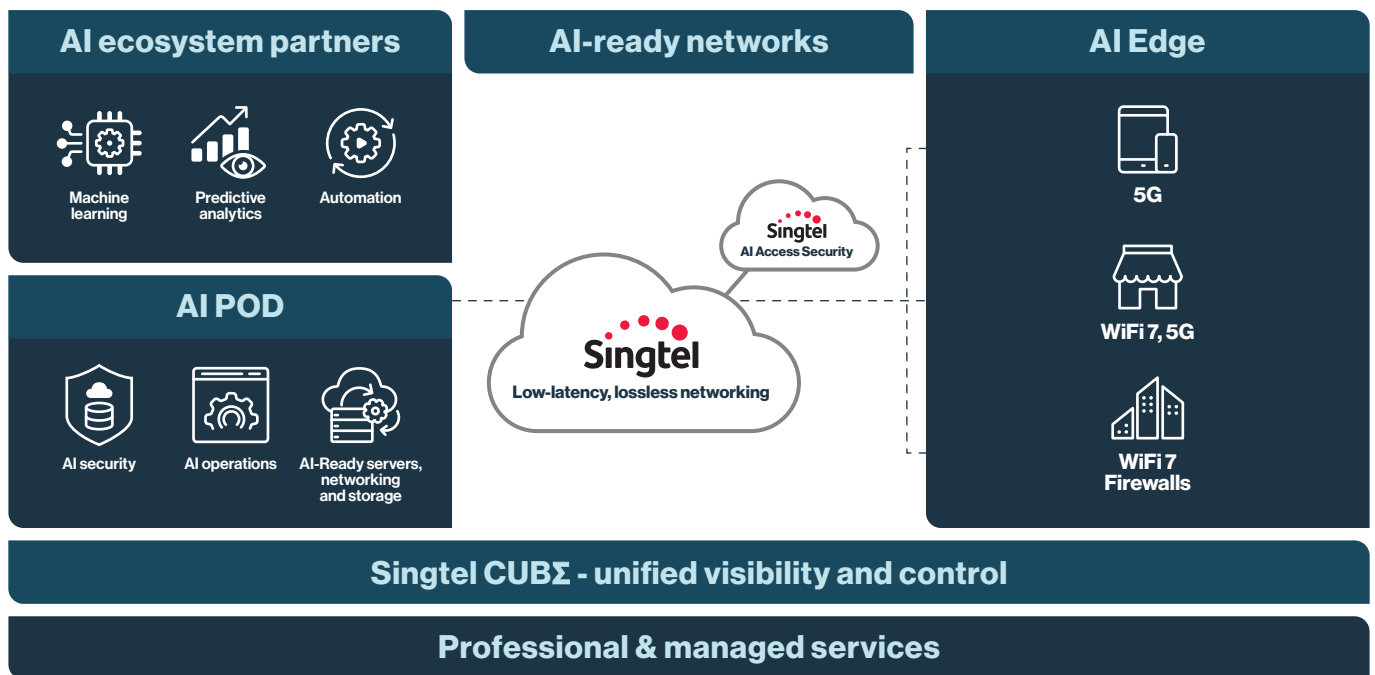 AI ecosystem partners
Machine
learning
Predictive
analytics
Automation
AI POD
AI security
AI operations
AI-Ready servers,
networking
and storage
AI-ready networks
Singtel
AI Access Security
Singtel
Low-latency, lossless networking
AI Edge
5G
WiFi 7, 5G
WiFi 7
Firewalls
Singtel CUBΣ - unified visibility and control
Professional & managed services